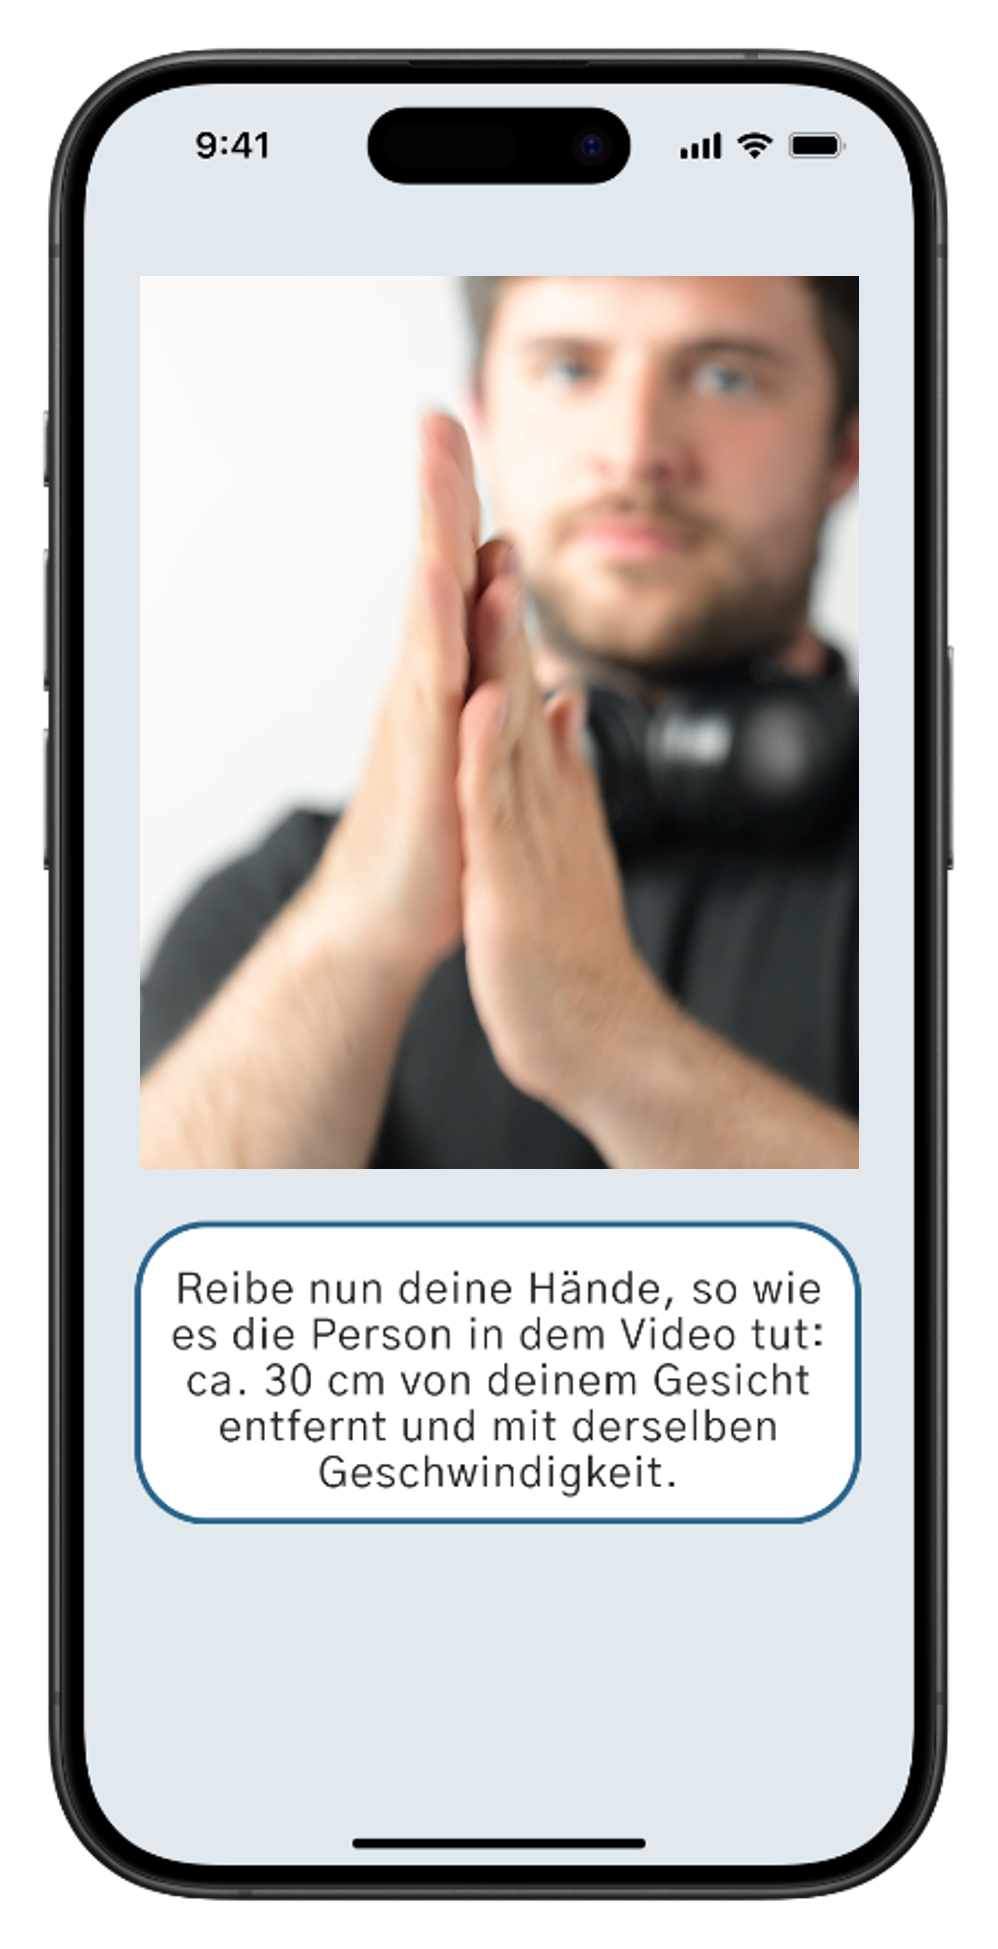 9:41
Reibe nun deine Hände, so wie
es die Person in dem Video tut:
ca. 30 cm von deinem Gesicht
entfernt und mit derselben
Geschwindigkeit.